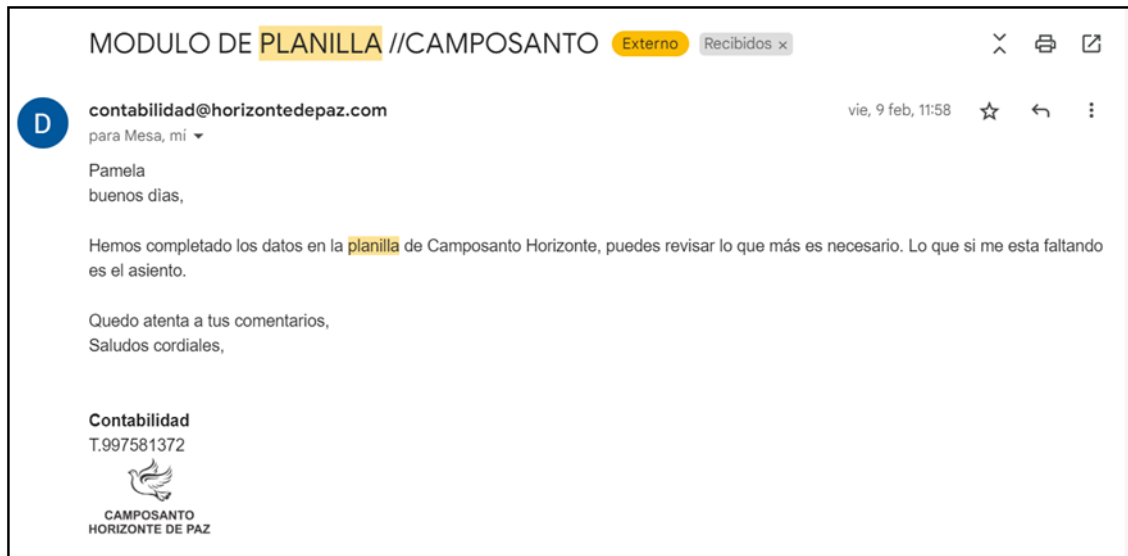 MODULO DE PLANILLA //CAMPOSANTO Externo Recibidos x
D
contabilidad@horizontedepaz.com vie, 9 feb, 11:58
para Mesa, mí
Pamela
buenos dìas,
Hemos completado los datos en la planilla de Camposanto Horizonte, puedes revisar lo que más es necesario. Lo que si me esta faltando
es el asiento.
Quedo atenta a tus comentarios,
Saludos cordiales,
Contabilidad
T.997581372
CAMPOSANTO
HORIZONTE DE PAZ